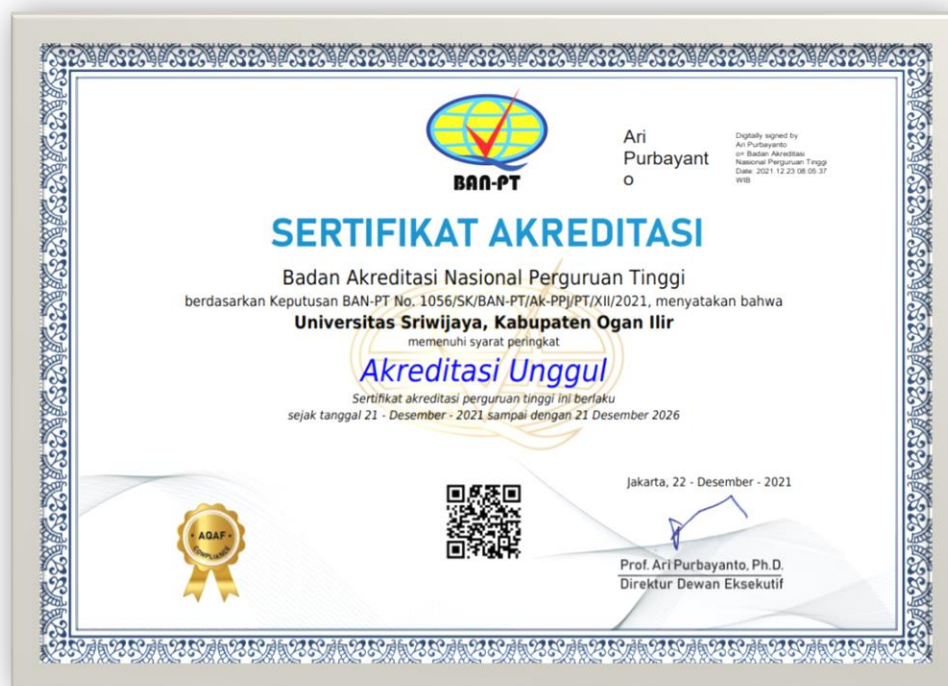 BAN-PT
Ari
Purbayant
o
Digitally signed by
Ari Purbayanto
o= Badan Akreditasi
Nasional Perguruan Tinggi
Date: 2021.12.23 08:05:37
WIB
SERTIFIKAT AKREDITASI
Badan Akreditasi Nasional Perguruan Tinggi
berdasarkan Keputusan BAN-PT No. 1056/SK/BAN-PT/Ak-PPJ/PT/XII/2021, menyatakan bahwa
Universitas Sriwijaya, Kabupaten Ogan Ilir
memenuhi syarat peringkat
Akreditasi Unggul
Sertifikat akreditasi perguruan tinggi ini berlaku
sejak tanggal 21 - Desember - 2021 sampai dengan 21 Desember 2026
AQAF
COMPLIANCE
Jakarta, 22 - Desember - 2021
Prof. Ari Purbayanto, Ph.D.
Direktur Dewan Eksekutif